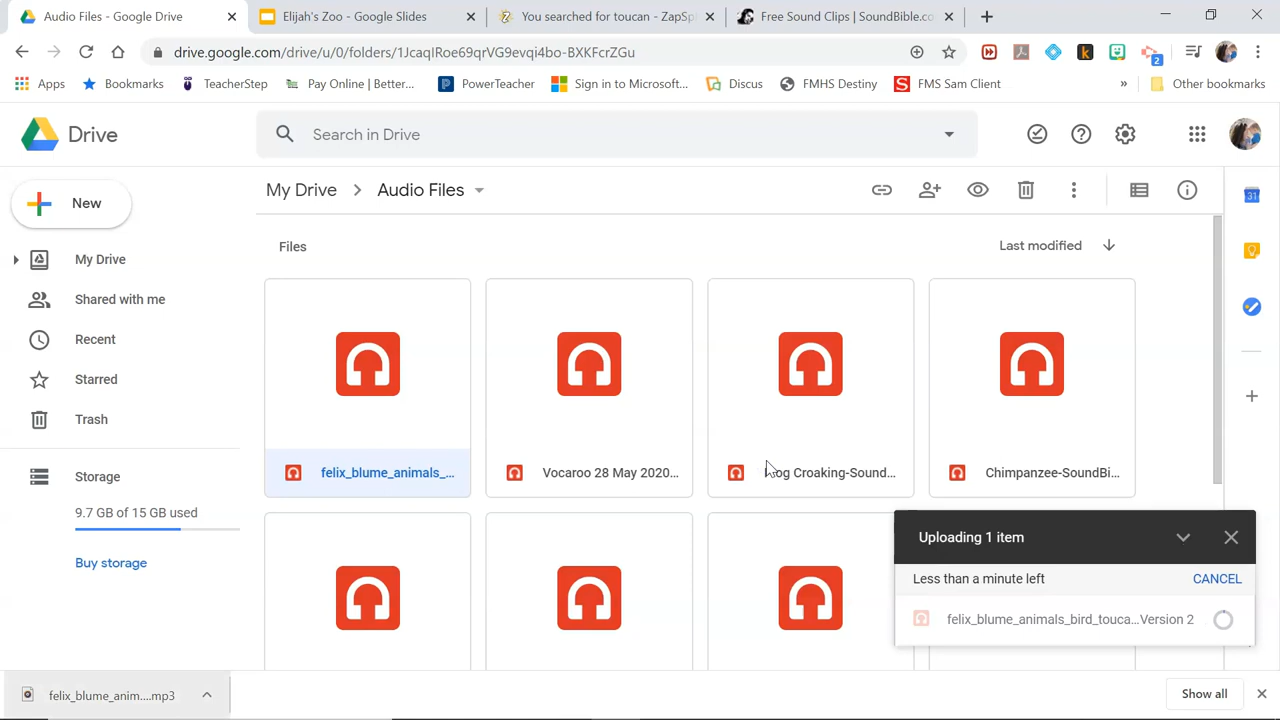 Audio Files - Google Drive
Elijah's Zoo - Google Slides
You searched for toucan - ZapSp
Free Sound Clips | SoundBible.co
drive.google.com/drive/u/0/folders/1JcaqIRoe69qrVG9ewqi4bo-BXKFcrZGu
2
Apps
Bookmarks
TeacherStep
Pay Online | Better...
PowerTeacher
Sign in to Microsoft...
Discus
FMHS Destiny
FMS Sam Client
»
Other bookmarks
Drive
Search in Drive
New
My Drive > Audio Files
My Drive
Shared with me
Recent
Starred
Trash
Storage
9.7 GB of 15 GB used
Buy storage
Files
Last modified
31
felix_blume_animals_...
Vocaroo 28 May 2020...
Frog Croaking-Sound...
Chimpanzee-SoundBi...
Uploading 1 item
Less than a minute left
CANCEL
felix_blume_animals_bird_touca...Version 2
felix_blume_anim....mp3
Show all